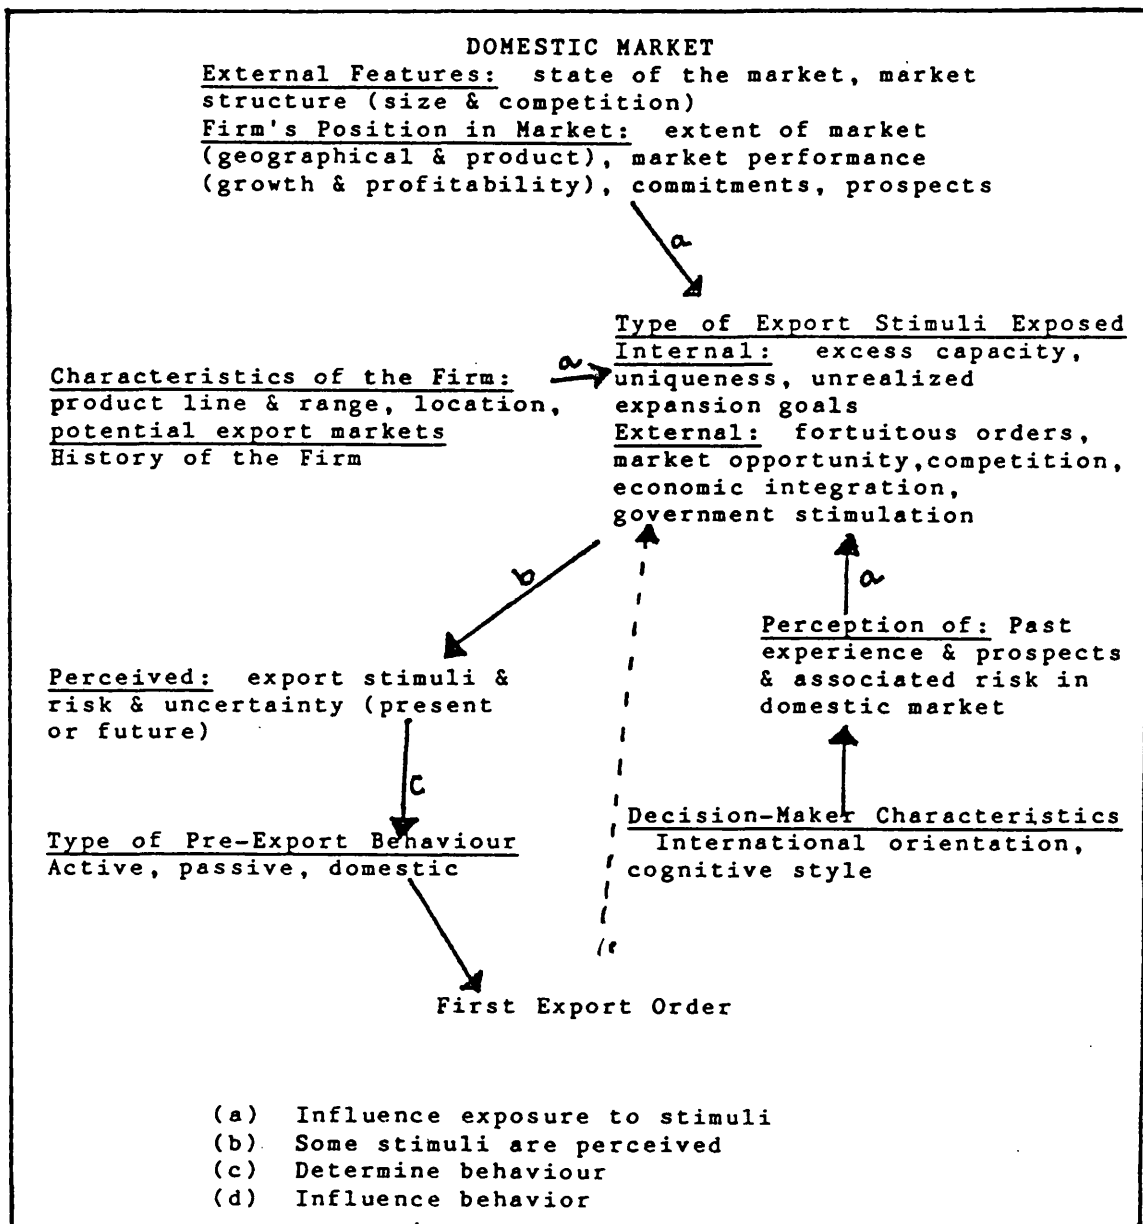 DOMESTIC MARKET
External Features: state of the market, market
structure (size & competition)
Firm's Position in Market: extent of market
(geographical & product), market performance
(growth & profitability), commitments, prospects
a
Type of Export Stimuli Exposed
Internal: excess capacity,
uniqueness, unrealized
expansion goals
External: fortuitous orders,
market opportunity,competition,
economic integration,
government stimulation
a
Characteristics of the Firm:
product line & range, location,
potential export markets
History of the Firm
b
a
Perception of: Past
experience & prospects
& associated risk in
domestic market
Perceived: export stimuli &
risk & uncertainty (present
or future)
c
Decision-Maker Characteristics
International orientation,
cognitive style
Type of Pre-Export Behaviour
Active, passive, domestic
First Export Order
(a) Influence exposure to stimuli
(b) Some stimuli are perceived
(c) Determine behaviour
(d) Influence behavior